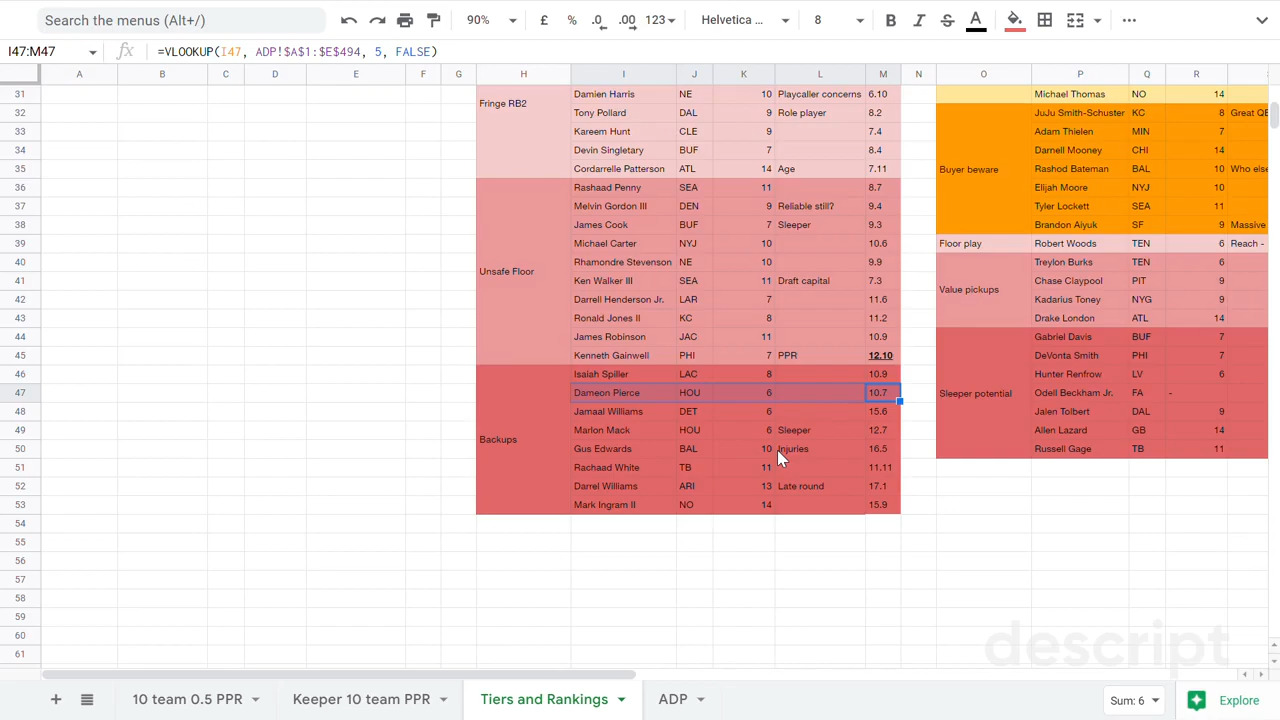 Search the menus (Alt+/) 90% £ % .0 .00 123 Helvetica ... 8 B I S A
I47:M47 fx =VLOOKUP(I47, ADP!$A$1:$E$494, 5, FALSE)
A B C D E F G H I J K L M N O P Q R
31 Damien Harris NE 10 Playcaller concerns 6.10 Michael Thomas NO 14
Fringe RB2
32 Tony Pollard DAL 9 Role player 8.2 JuJu Smith-Schuster KC 8 Great QB
33 Kareem Hunt CLE 9 7.4 Adam Thielen MIN 7
34 Devin Singletary BUF 7 8.4 Darnell Mooney CHI 14
35 Cordarrelle Patterson ATL 14 Age 7.11 Buyer beware Rashod Bateman BAL 10 Who else
36 Rashaad Penny SEA 11 8.7 Elijah Moore NYJ 10
37 Melvin Gordon III DEN 9 Reliable still? 9.4 Tyler Lockett SEA 11
38 James Cook BUF 7 Sleeper 9.3 Brandon Aiyuk SF 9 Massive
39 Michael Carter NYJ 10 10.6 Floor play Robert Woods TEN 6 Reach -
40 Rhamondre Stevenson NE 10 9.9 Treylon Burks TEN 6
Unsafe Floor
41 Ken Walker III SEA 11 Draft capital 7.3 Chase Claypool PIT 9
Value pickups
42 Darrell Henderson Jr. LAR 7 11.6 Kadarius Toney NYG 9
43 Ronald Jones II KC 8 11.2 Drake London ATL 14
44 James Robinson JAC 11 10.9 Gabriel Davis BUF 7
45 Kenneth Gainwell PHI 7 PPR 12.10 DeVonta Smith PHI 7
46 Isaiah Spiller LAC 8 10.9 Hunter Renfrow LV 6
47 Dameon Pierce HOU 6 10.7 Sleeper potential Odell Beckham Jr. FA -
48 Jamaal Williams DET 6 15.6 Jalen Tolbert DAL 9
49 Marlon Mack HOU 6 Sleeper 12.7 Allen Lazard GB 14
Backups
50 Gus Edwards BAL 10 Injuries 16.5 Russell Gage TB 11
51 Rachaad White TB 11 11.11
52 Darrel Williams ARI 13 Late round 17.1
53 Mark Ingram II NO 14 15.9
54
55
56
57
58
59
60
61
descript
+ 10 team 0.5 PPR Keeper 10 team PPR Tiers and Rankings ADP Sum: 6 Explore